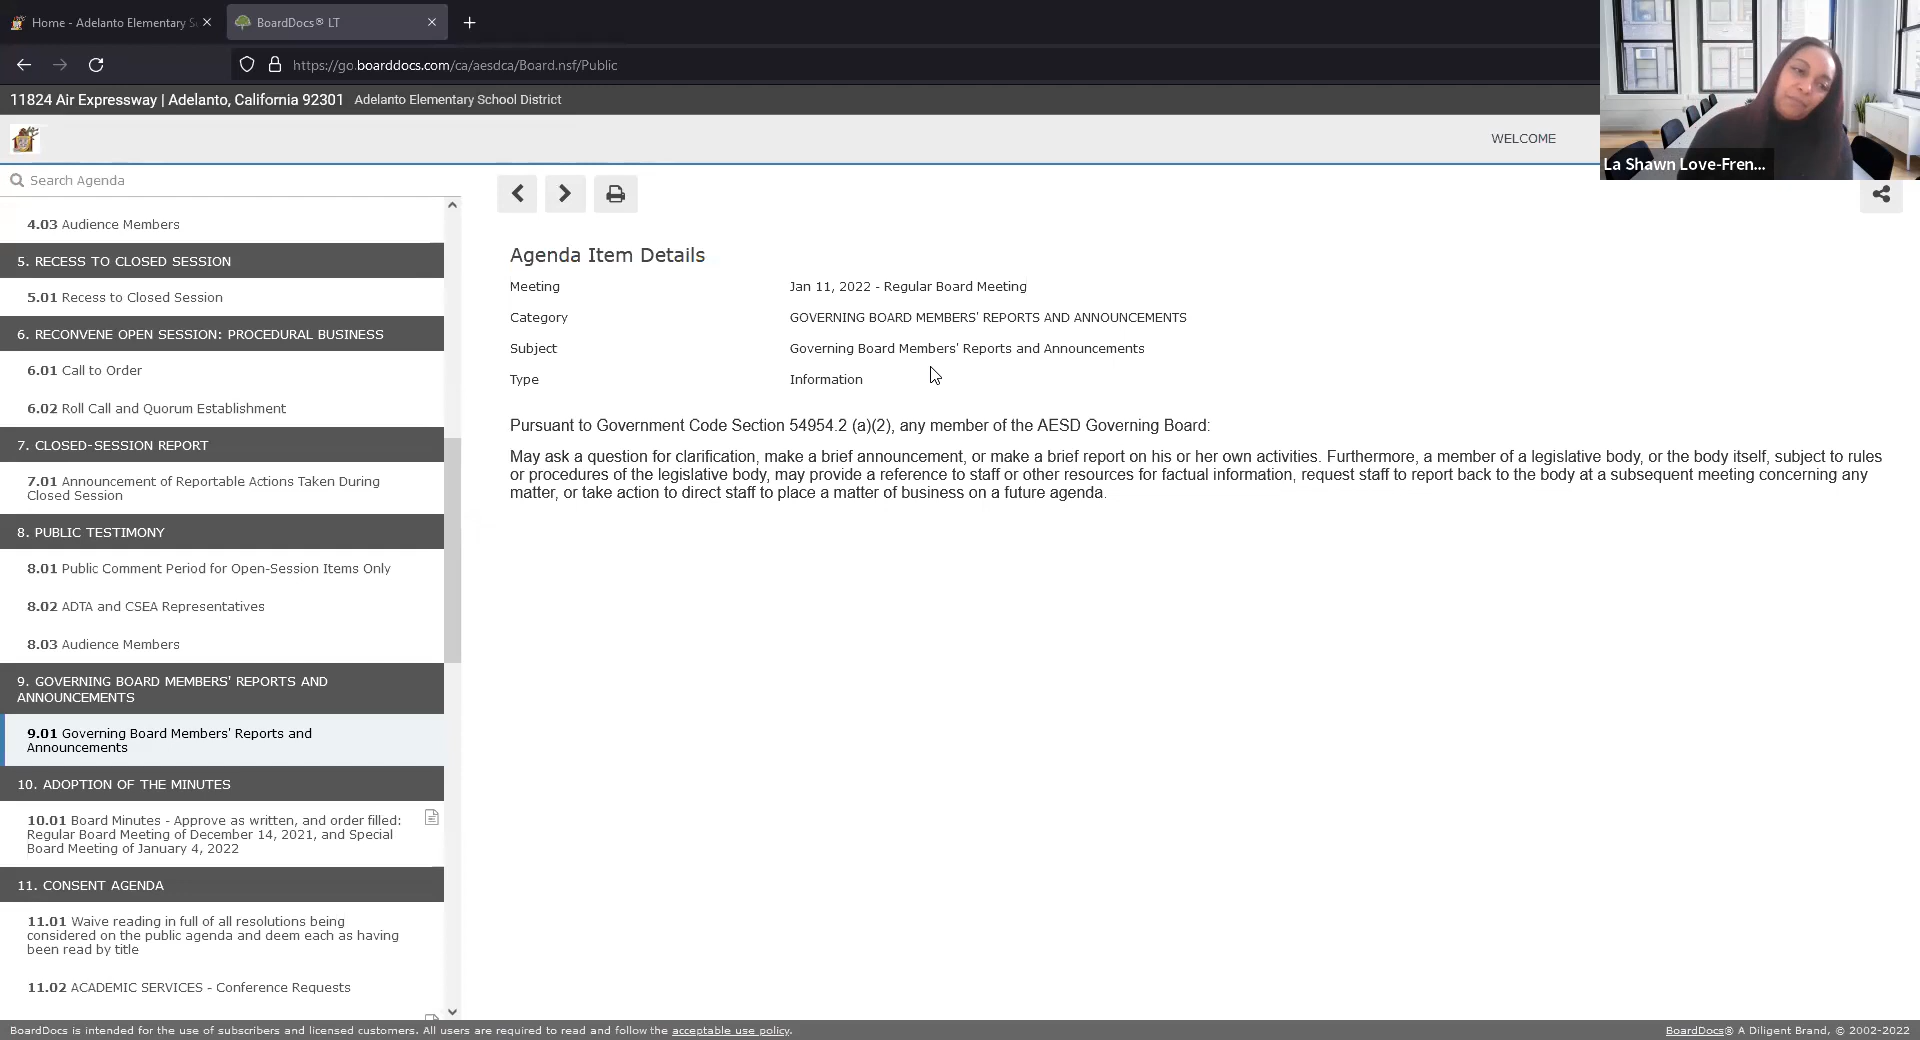 Home - Adelanto Elementary S
BoardDocs® LT
https://go.boarddocs.com/ca/aesdca/Board.nsf/Public
11824 Air Expressway | Adelanto, California 92301 Adelanto Elementary School District
WELCOME
La Shawn Love-Fren...
Search Agenda
4.03 Audience Members
5. RECESS TO CLOSED SESSION
5.01 Recess to Closed Session
6. RECONVENE OPEN SESSION: PROCEDURAL BUSINESS
6.01 Call to Order
6.02 Roll Call and Quorum Establishment
7. CLOSED-SESSION REPORT
7.01 Announcement of Reportable Actions Taken During
Closed Session
8. PUBLIC TESTIMONY
8.01 Public Comment Period for Open-Session Items Only
8.02 ADTA and CSEA Representatives
8.03 Audience Members
9. GOVERNING BOARD MEMBERS' REPORTS AND
ANNOUNCEMENTS
9.01 Governing Board Members' Reports and
Announcements
10. ADOPTION OF THE MINUTES
10.01 Board Minutes - Approve as written, and order filled:
Regular Board Meeting of December 14, 2021, and Special
Board Meeting of January 4, 2022
11. CONSENT AGENDA
11.01 Waive reading in full of all resolutions being
considered on the public agenda and deem each as having
been read by title
11.02 ACADEMIC SERVICES - Conference Requests
Agenda Item Details
Meeting Jan 11, 2022 - Regular Board Meeting
Category GOVERNING BOARD MEMBERS' REPORTS AND ANNOUNCEMENTS
Subject Governing Board Members' Reports and Announcements
Type Information
Pursuant to Government Code Section 54954.2 (a)(2), any member of the AESD Governing Board:
May ask a question for clarification, make a brief announcement, or make a brief report on his or her own activities. Furthermore, a member of a legislative body, or the body itself, subject to rules
or procedures of the legislative body, may provide a reference to staff or other resources for factual information, request staff to report back to the body at a subsequent meeting concerning any
matter, or take action to direct staff to place a matter of business on a future agenda.
BoardDocs is intended for the use of subscribers and licensed customers. All users are required to read and follow the acceptable use policy.
BoardDocs® A Diligent Brand, © 2002-2022